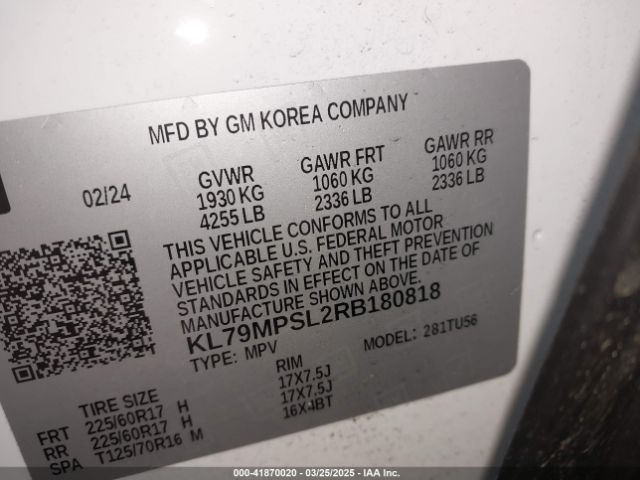 MFD BY GM KOREA COMPANY
02/24
GVWR
1930 KG
4255 LB
GAWR FRT
1060 KG
2336 LB
GAWR RR
1060 KG
2336 LB
THIS VEHICLE CONFORMS TO ALL
APPLICABLE U.S. FEDERAL MOTOR
VEHICLE SAFETY AND THEFT PREVENTION
STANDARDS IN EFFECT ON THE DATE OF
MANUFACTURE SHOWN ABOVE.
KL79MPSL2RB180818
TYPE: MPV
MODEL: 281TU56
TIRE SIZE
RIM
FRT 225/60R17 H 17X7.5J
RR 225/60R17 H 17X7.5J
SPA T125/70R16 M 16X4BT
000-41870020 - 03/25/2025 - IAA Inc.